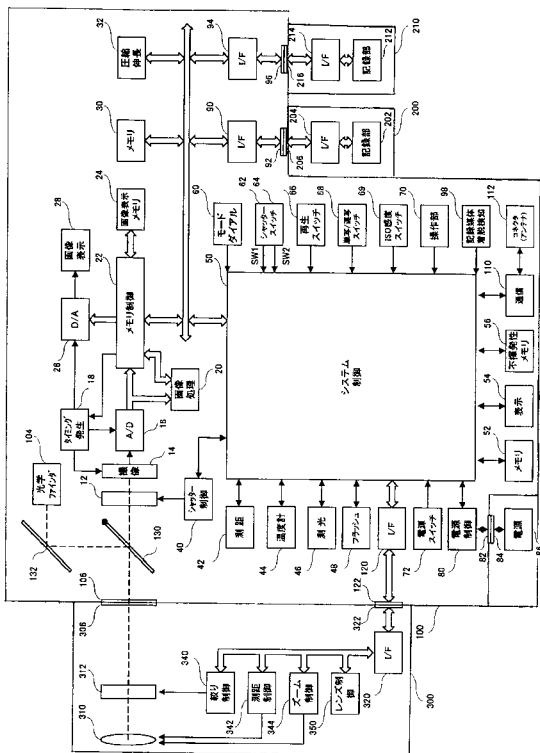 32
圧縮
伸長
94
I/F
96
216
214
I/F
212
記録部
210
30
メモリ
90
I/F
92
206
204
I/F
202
記録部
200
24
画像表示
メモリ
28
画像
表示
22
メモリ制御
26
D/A
20
画像
処理
18
タイミング
発生
16
A/D
14
撮像
12
104
光学
ファインダ
132
130
40
シャッター
制御
60
モード
ダイアル
62
64
シャッター
スイッチ
SW1
SW2
66
再生
スイッチ
68
単写/連写
スイッチ
69
ISO感度
スイッチ
70
操作部
98
記録媒体
着脱検知
112
コネクタ
(アンテナ)
110
通信
50
システム
制御
56
不揮発性
メモリ
54
表示
52
メモリ
42
測距
44
温度計
46
測光
48
フラッシュ
120
I/F
72
電源
スイッチ
80
電源
制御
82
84
電源
86
122
322
100
106
306
300
320
I/F
312
310
340
絞り
制御
342
測距制御
344
ズーム
制御
350
レンズ制御